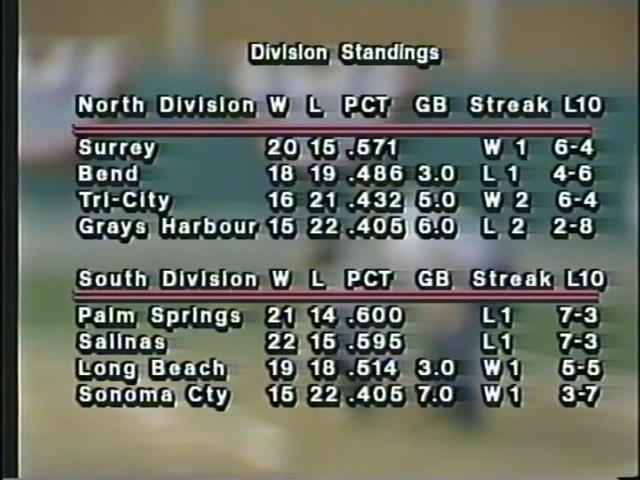 Division Standings
North Division W L PCT GB Streak L10
Surrey 20 15 .571 W 1 6-4
Bend 18 19 .486 3.0 L 1 4-6
Tri-City 16 21 .432 5.0 W 2 6-4
Grays Harbour 15 22 .405 6.0 L 2 2-8
South Division W L PCT GB Streak L10
Palm Springs 21 14 .600 L 1 7-3
Salinas 22 15 .595 L 1 7-3
Long Beach 19 18 .514 3.0 W 1 5-5
Sonoma Cty 15 22 .405 7.0 W 1 3-7